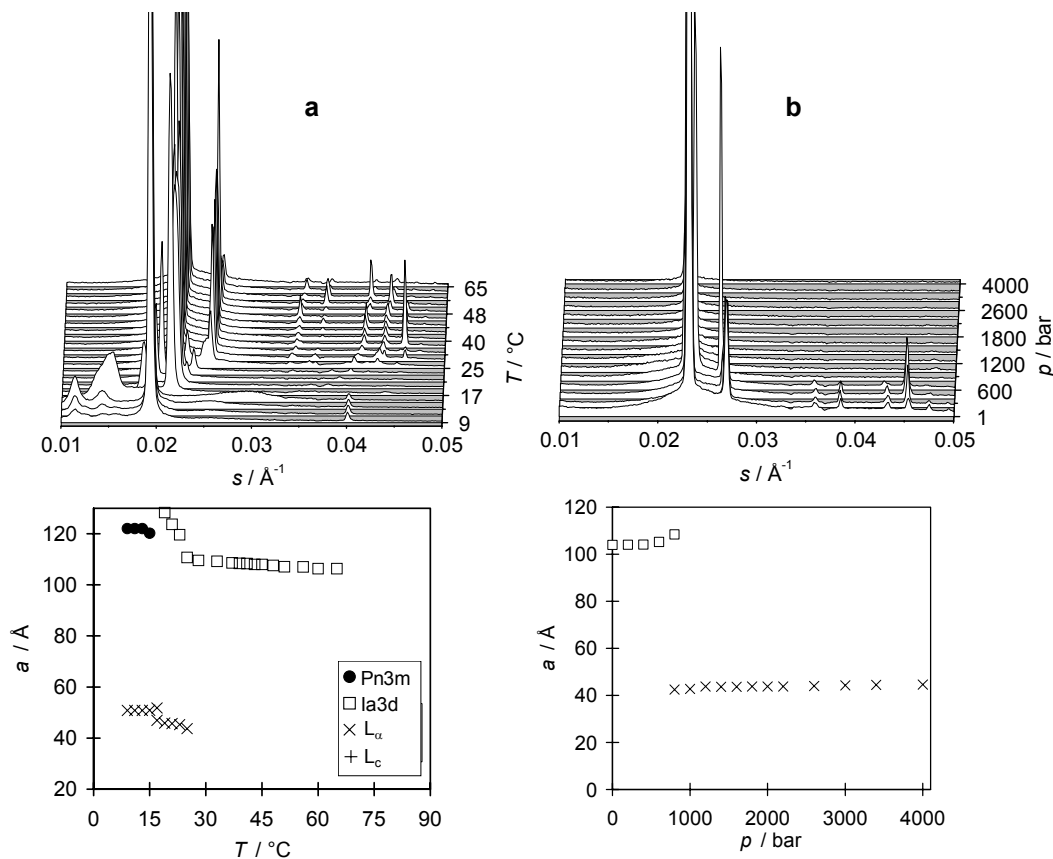 a
65
48
40
25
17
9
T / °C
0.01 0.02 0.03 0.04 0.05
s / Å-1
b
4000
2600
1800
1200
600
1
p / bar
0.01 0.02 0.03 0.04 0.05
s / Å-1
120
100
80
60
40
20
a / Å
Pn3m
Ia3d
Lα
Lc
0 15 30 45 60 75 90
T / °C
120
100
80
60
40
20
0
a / Å
0 1000 2000 3000 4000
p / bar